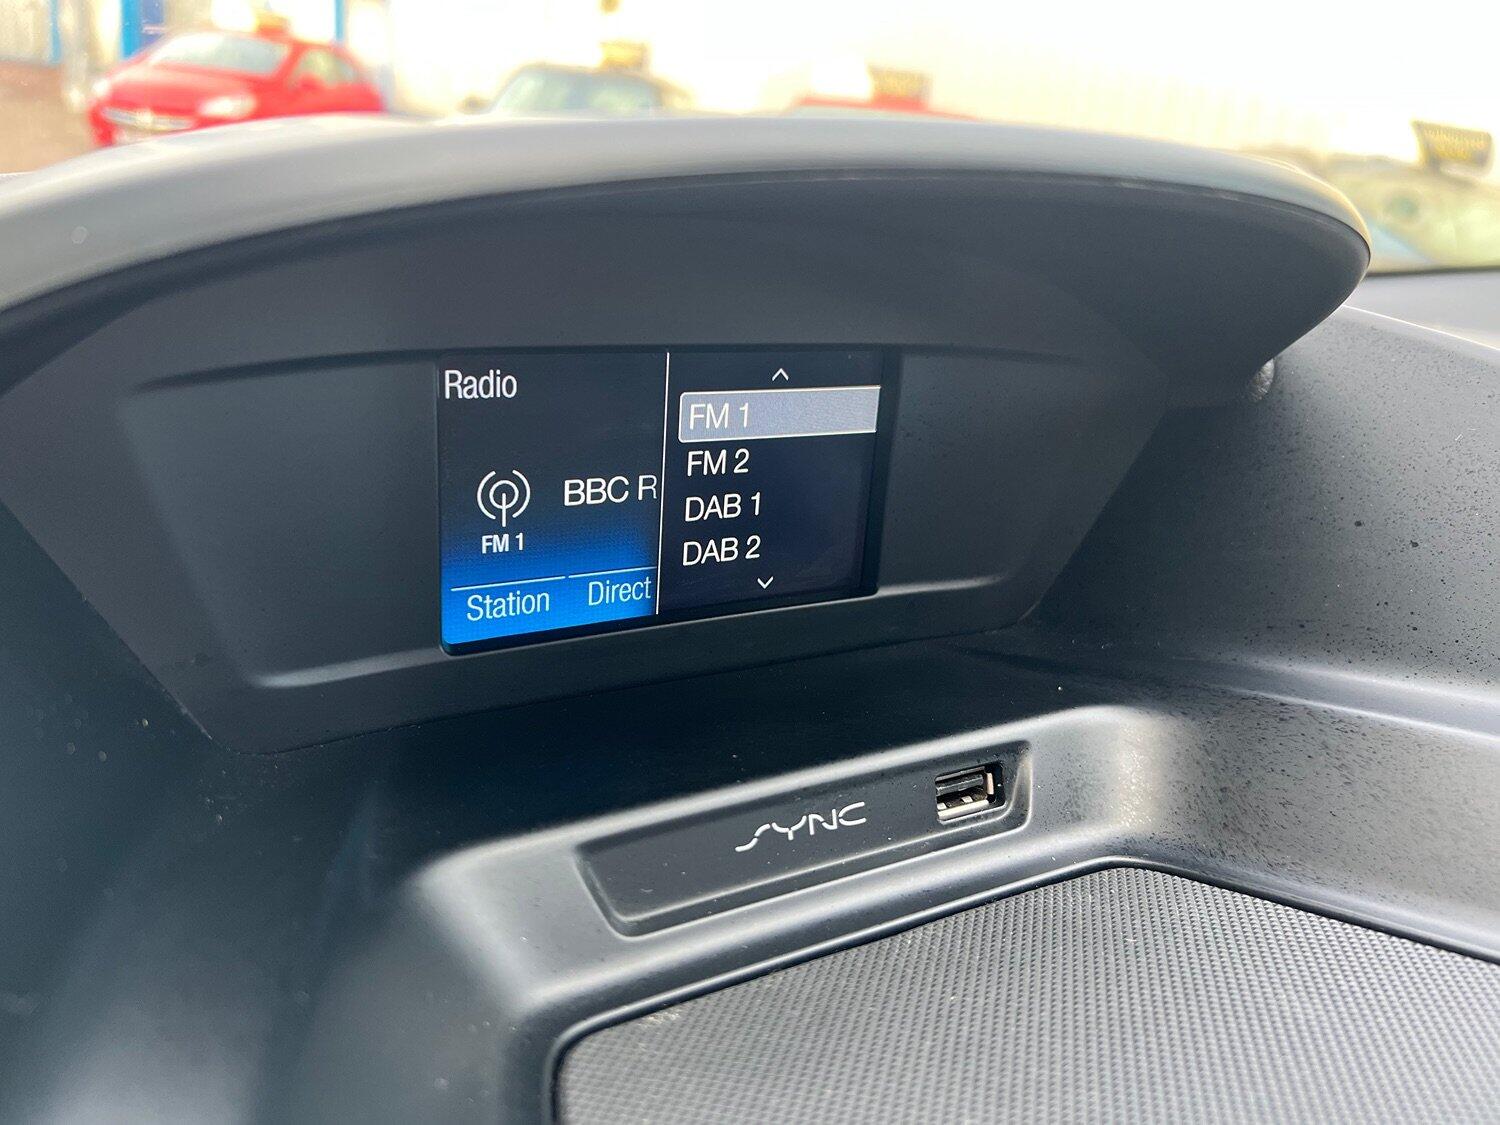 Radio
BBC R
FM 1
Station
Direct
FM 1
FM 2
DAB 1
DAB 2
SYNC